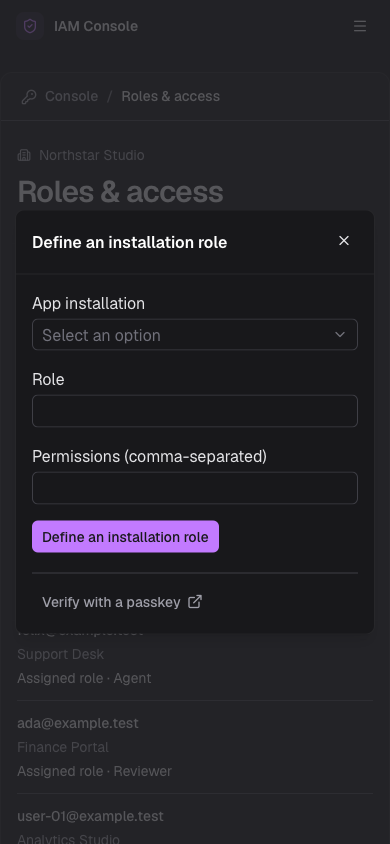 IAM Console
Console / Roles & access
Northstar Studio
Roles & access
Define an installation role
App installation
Select an option
Role
Permissions (comma-separated)
Define an installation role
Verify with a passkey
Support Desk
Assigned role · Agent
ada@example.test
Finance Portal
Assigned role · Reviewer
user-01@example.test
Analytics Studio